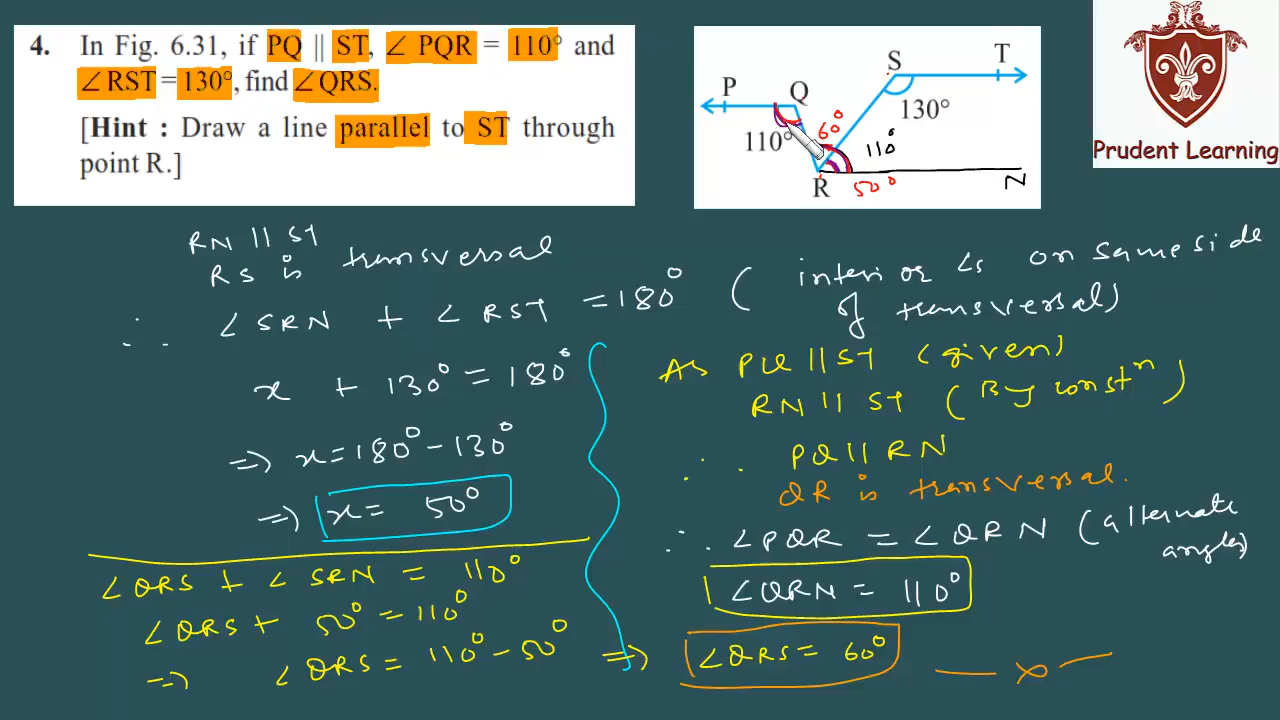 4. In Fig. 6.31, if PQ || ST, ∠ PQR = 110° and
∠ RST = 130°, find ∠ QRS.
[Hint : Draw a line parallel to ST through
point R.]
P Q S T
110° 60° 110° 130°
R 50° N
Prudent Learning
RN || ST
RS is transversal
∴ ∠SRN + ∠RST = 180° (interior ∠s on same side
of transversal)
x + 130° = 180°
=> x = 180° - 130°
=> x = 50°
∠QRS + ∠SRN = 110°
∠QRS + 50° = 110°
=> ∠QRS = 110° - 50°
As PQ || ST (given)
RN || ST (By constⁿ)
∴ PQ || RN
QR is transversal.
∴ ∠PQR = ∠QRN (alternate
angles)
∠QRN = 110°
=> ∠QRS = 60°